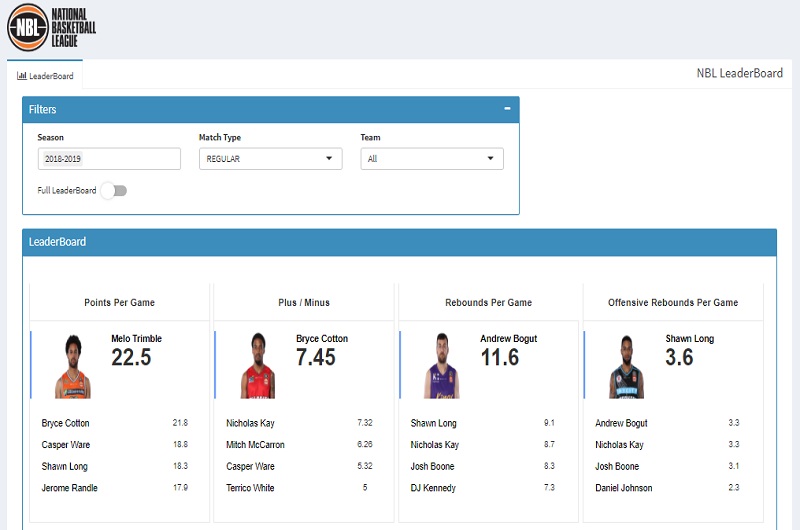 NBL
NATIONAL
BASKETBALL
LEAGUE
LeaderBoard
NBL LeaderBoard
Filters
Season
Match Type
Team
2018-2019
REGULAR
All
Full LeaderBoard
LeaderBoard
Points Per Game
Melo Trimble
22.5
Bryce Cotton 21.8
Casper Ware 18.8
Shawn Long 18.3
Jerome Randle 17.9
Plus / Minus
Bryce Cotton
7.45
Nicholas Kay 7.32
Mitch McCarron 6.26
Casper Ware 5.32
Terrico White 5
Rebounds Per Game
Andrew Bogut
11.6
Shawn Long 9.1
Nicholas Kay 8.7
Josh Boone 8.3
DJ Kennedy 7.3
Offensive Rebounds Per Game
Shawn Long
3.6
Andrew Bogut 3.3
Nicholas Kay 3.3
Josh Boone 3.1
Daniel Johnson 2.3